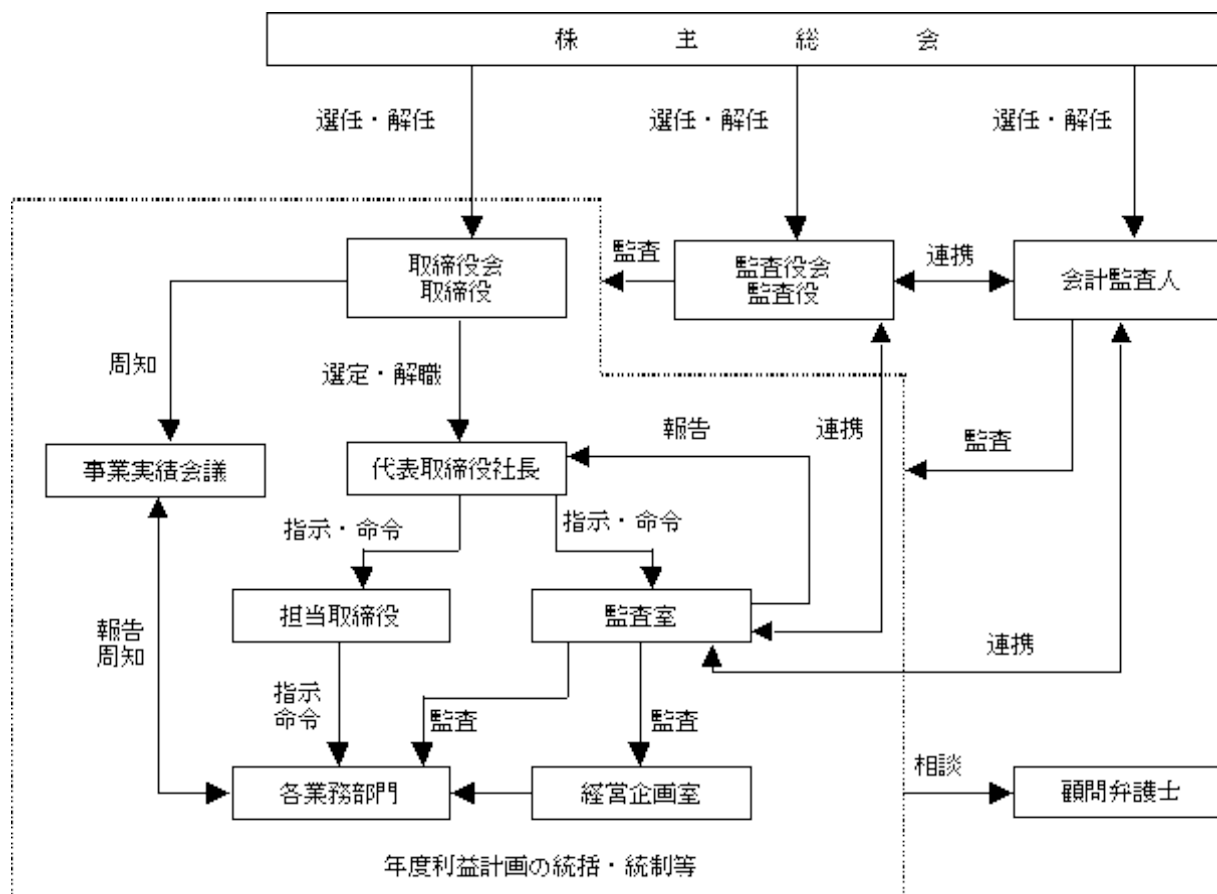 株主総会
選任・解任
選任・解任
選任・解任
取締役会
取締役
監査
監査役会
監査役
連携
会計監査人
周知
選定・解職
報告
連携
監査
事業実績会議
代表取締役社長
指示・命令
指示・命令
担当取締役
監査室
報告
周知
連携
指示
命令
監査
監査
相談
各業務部門
経営企画室
顧問弁護士
年度利益計画の統括・統制等